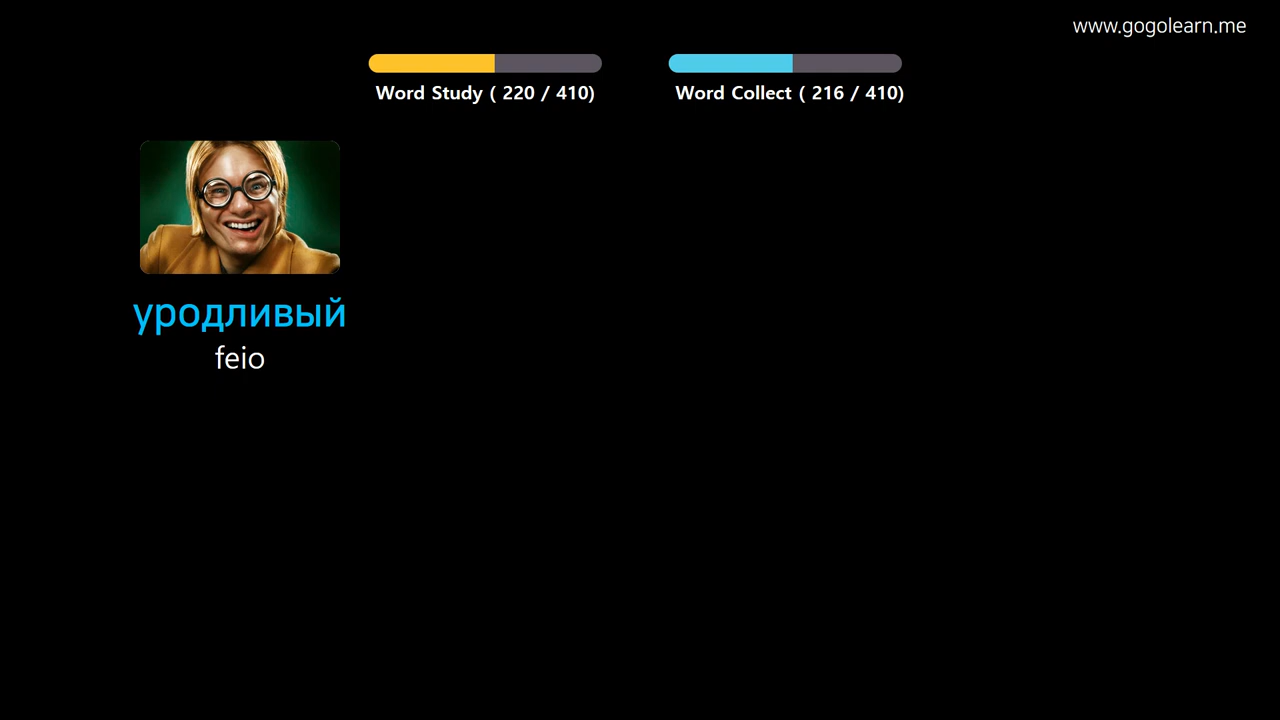 www.gogolearn.me
Word Study ( 220 / 410)
Word Collect ( 216 / 410)
уродливый
feio